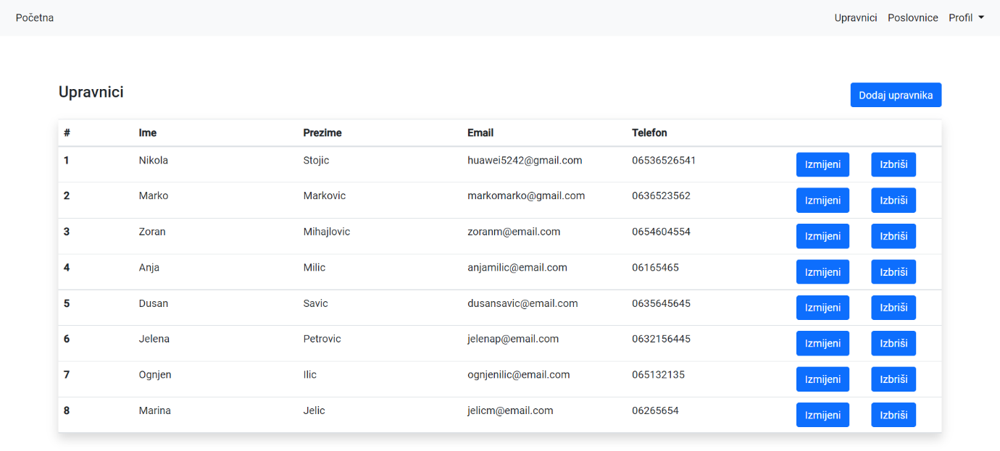 Početna Upravnici Poslovnice Profil
Upravnici Dodaj upravnika
# Ime Prezime Email Telefon
1 Nikola Stojic huawei5242@gmail.com 06536526541 Izmijeni Izbriši
2 Marko Markovic markomarko@gmail.com 0636523562 Izmijeni Izbriši
3 Zoran Mihajlovic zoranm@email.com 0654604554 Izmijeni Izbriši
4 Anja Milic anjamilic@email.com 06165465 Izmijeni Izbriši
5 Dusan Savic dusansavic@email.com 0635645645 Izmijeni Izbriši
6 Jelena Petrovic jelenap@email.com 0632156445 Izmijeni Izbriši
7 Ognjen Ilic ognjenilic@email.com 065132135 Izmijeni Izbriši
8 Marina Jelic jelicm@email.com 06265654 Izmijeni Izbriši